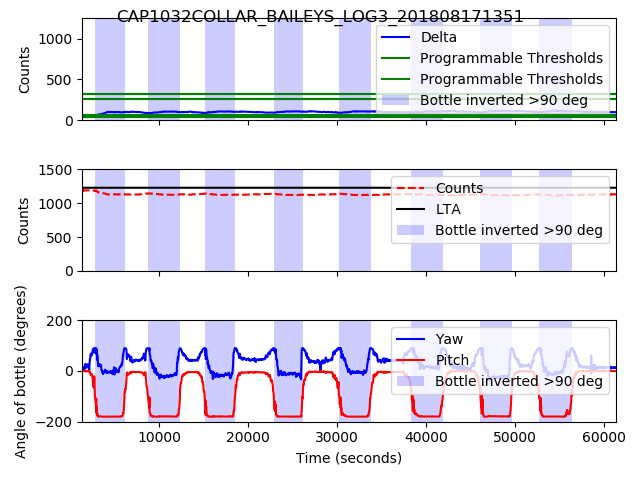 CAP1032COLLAR_BAILEYS_LOG3_201808171351
1000
500
0
Counts
Delta
Programmable Thresholds
Programmable Thresholds
Bottle inverted >90 deg
1500
1000
500
0
Counts
Counts
LTA
Bottle inverted >90 deg
200
0
−200
Angle of bottle (degrees)
Yaw
Pitch
Bottle inverted >90 deg
10000 20000 30000 40000 50000 60000
Time (seconds)